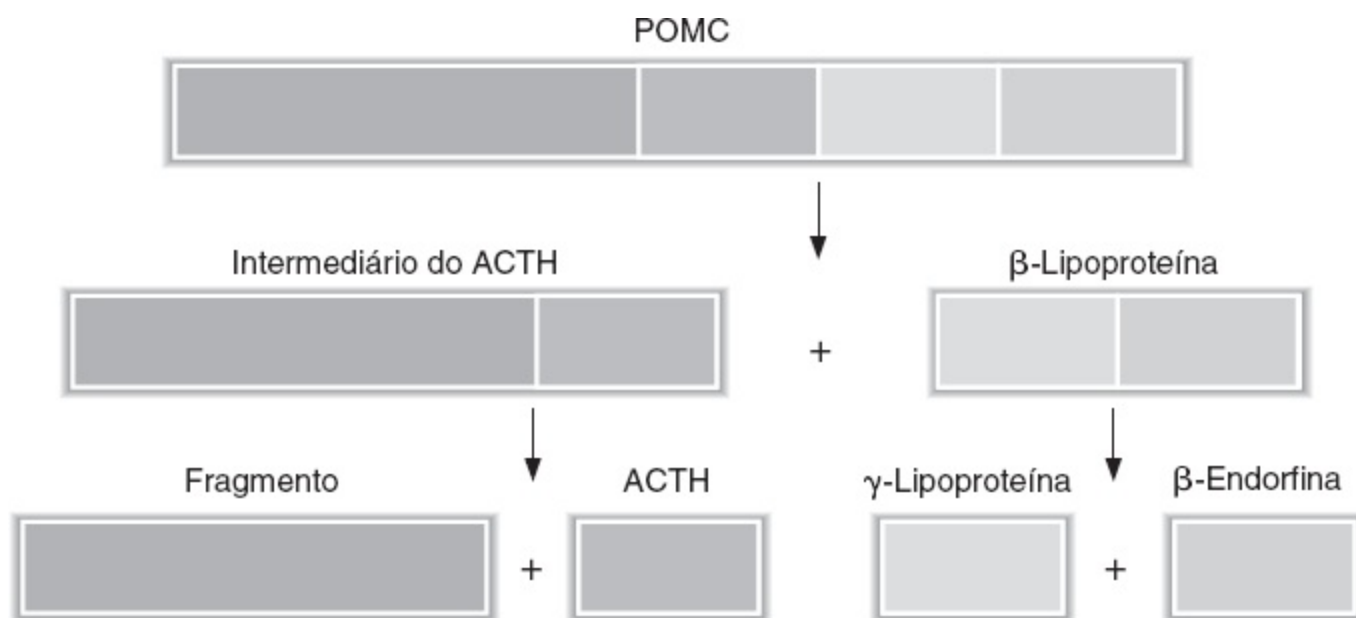 POMC
Intermediário do ACTH
β-Lipoproteína
+
Fragmento
ACTH
γ-Lipoproteína
β-Endorfina
+
+